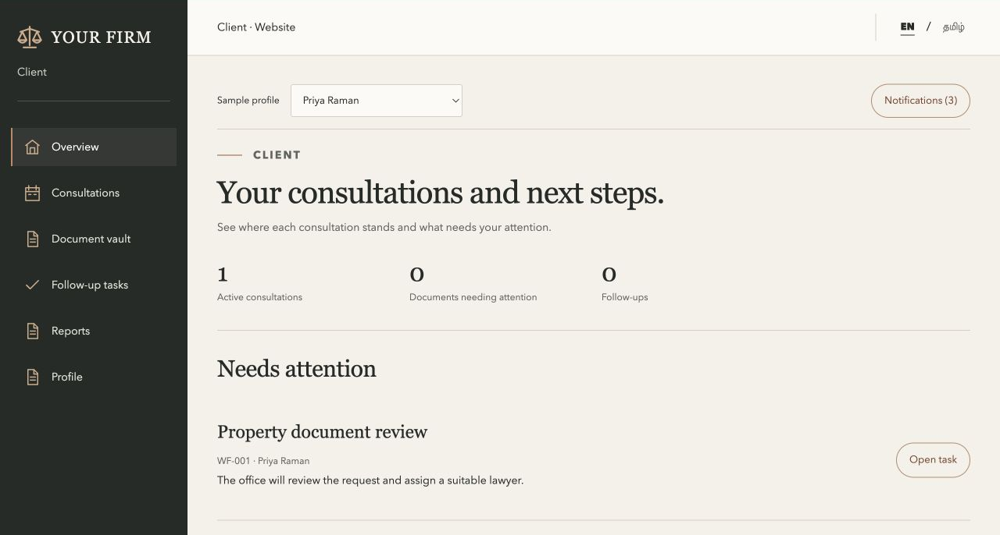 YOUR FIRM
Client
Overview
Consultations
Document vault
Follow-up tasks
Reports
Profile
Client · Website
EN / தமிழ்
Sample profile
Priya Raman
Notifications (3)
CLIENT
Your consultations and next steps.
See where each consultation stands and what needs your attention.
1
Active consultations
0
Documents needing attention
0
Follow-ups
Needs attention
Property document review
WF-001 · Priya Raman
The office will review the request and assign a suitable lawyer.
Open task